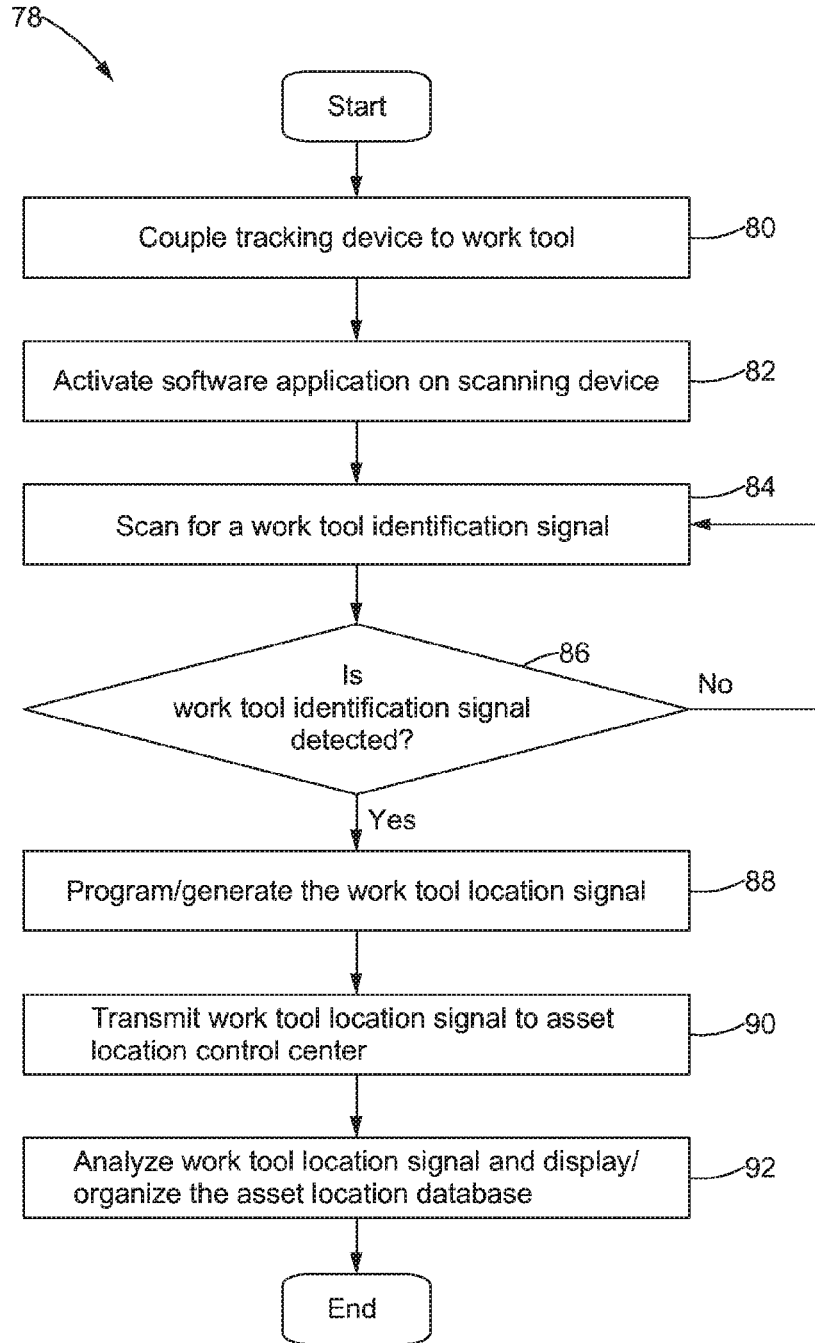 78
Start
Couple tracking device to work tool
80
Activate software application on scanning device
82
84
Scan for a work tool identification signal
86
Is
work tool identification signal
detected?
No
Yes
Program/generate the work tool location signal
88
Transmit work tool location signal to asset
location control center
90
Analyze work tool location signal and display/
organize the asset location database
92
End